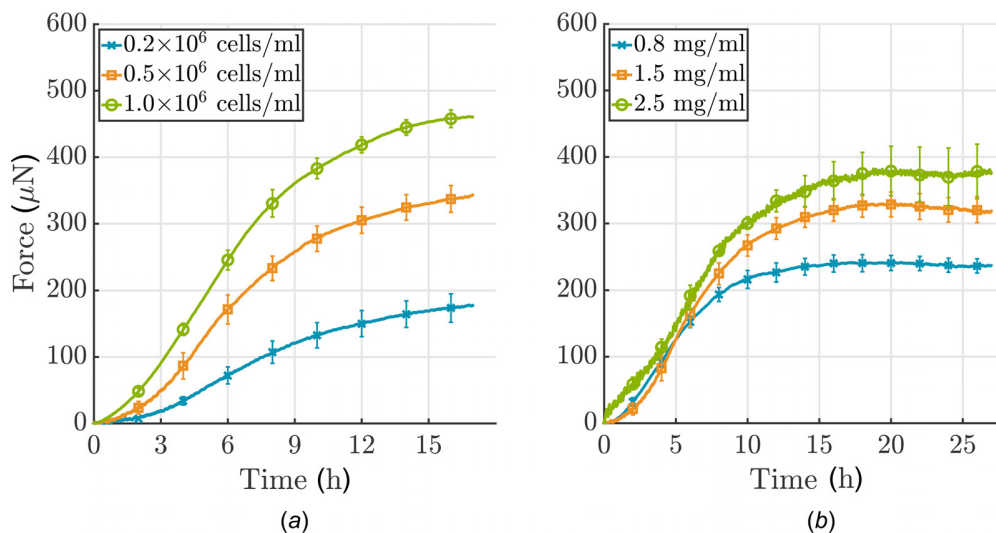 600
500
400
300
200
100
0
0.2×10⁶ cells/ml
0.5×10⁶ cells/ml
1.0×10⁶ cells/ml
Force (μN)
0 3 6 9 12 15
Time (h)
(a)
600
500
400
300
200
100
0
0.8 mg/ml
1.5 mg/ml
2.5 mg/ml
0 5 10 15 20 25
Time (h)
(b)